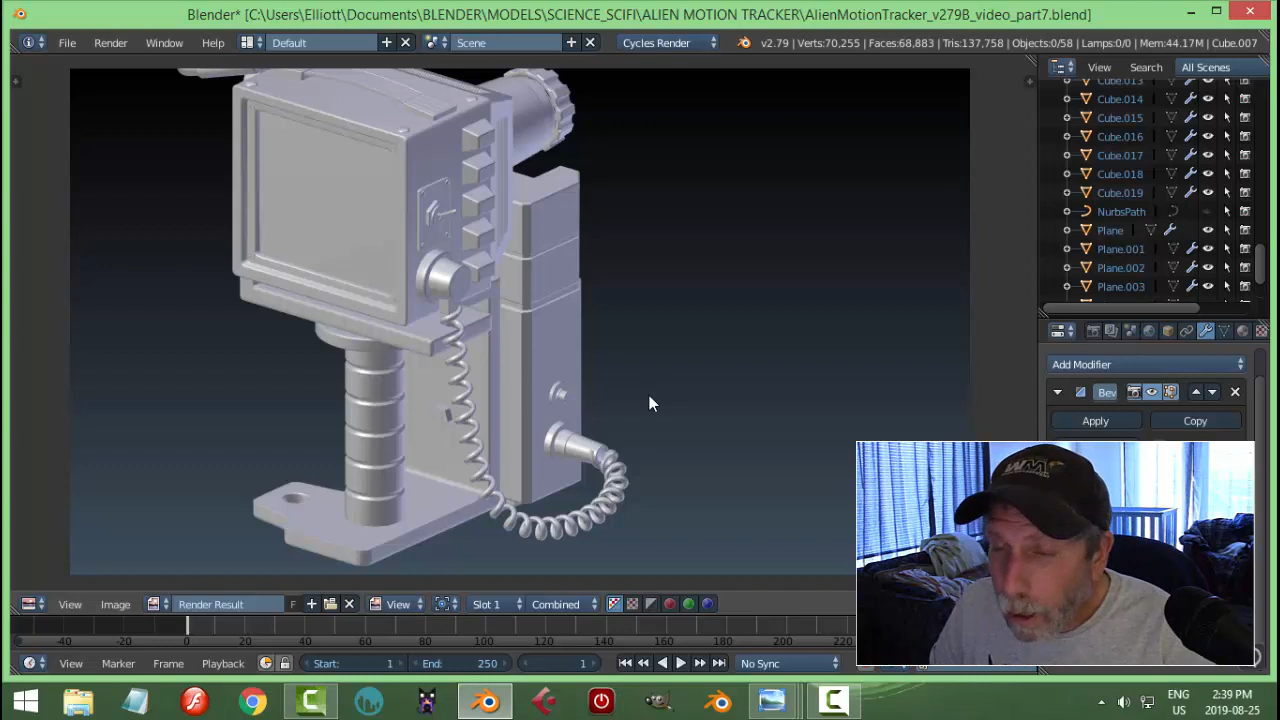 Blender* [C:\Users\Elliott\Documents\BLENDER\MODELS\SCIENCE_SCIFI\ALIEN MOTION TRACKER\AlienMotionTracker_v279B_video_part7.blend]
File Render Window Help Default Scene Cycles Render v2.79 | Verts:70,255 | Faces:68,883 | Tris:137,758 | Objects:0/58 | Lamps:0/0 | Mem:44.17M | Cube.007
View Search All Scenes
Cube.013
Cube.014
Cube.015
Cube.016
Cube.017
Cube.018
Cube.019
NurbsPath
Plane
Plane.001
Plane.002
Plane.003
Add Modifier
Bev
Apply Copy
View Image Render Result F View Slot 1 Combined
-40 -20 0 20 40 60 80 100 120 140 160 180 200 220
View Marker Frame Playback Start: 1 End: 250 1 No Sync
WM
ENG
US
2:39 PM
2019-08-25